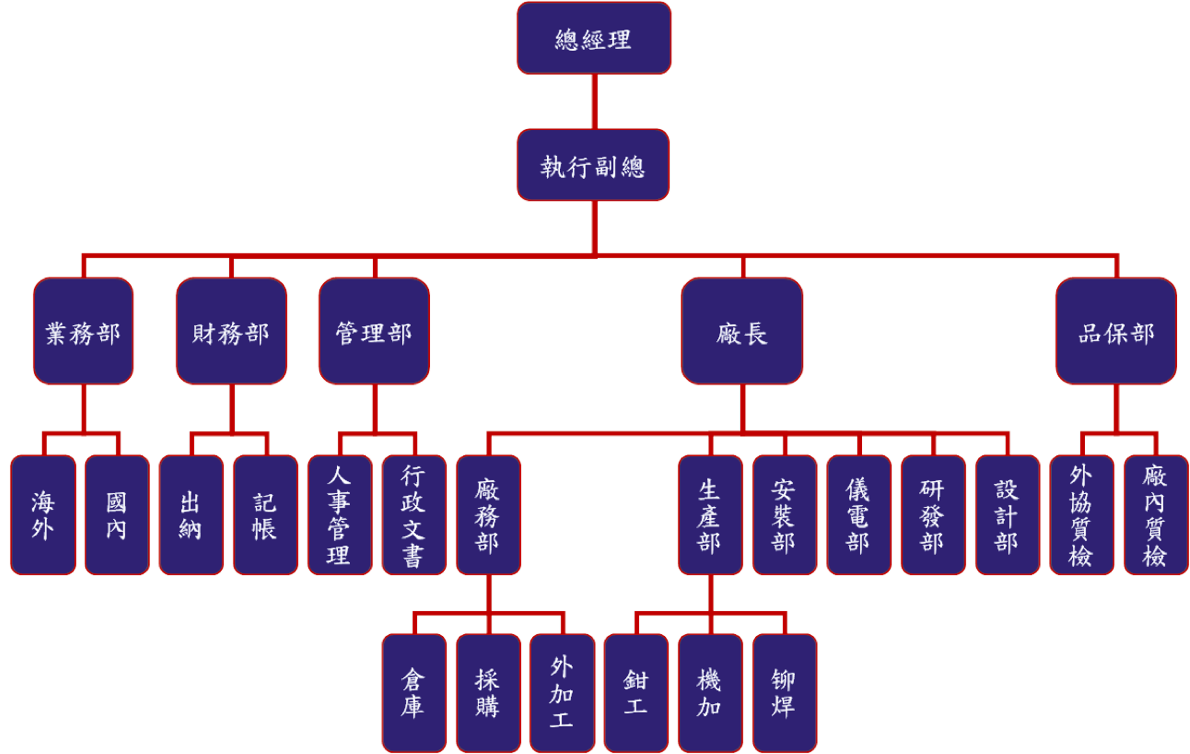 總經理
執行副總
業務部
財務部
管理部
廠長
品保部
海外
國內
出納
記帳
人事管理
行政文書
廠務部
生產部
安裝部
儀電部
研發部
設計部
外協質檢
廠內質檢
倉庫
採購
外加工
鉗工
機加
铆焊